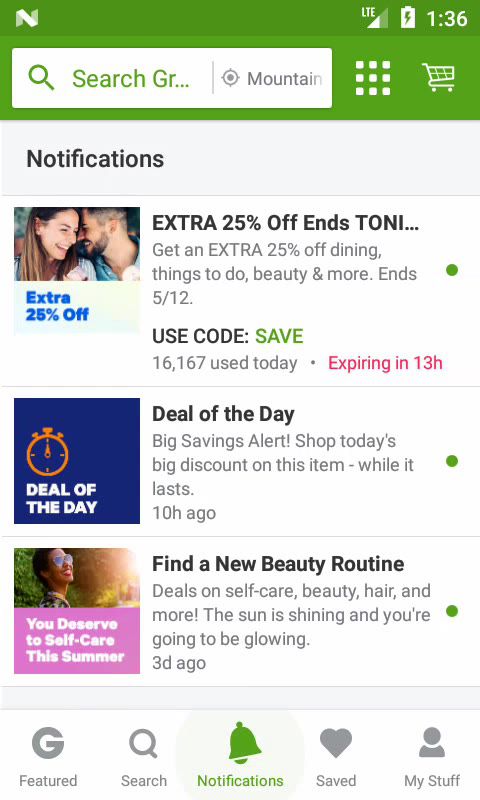 LTE 1:36
Search Gr... Mountain
Notifications
EXTRA 25% Off Ends TONI...
Get an EXTRA 25% off dining,
things to do, beauty & more. Ends
5/12.
Extra
25% Off
USE CODE: SAVE
16,167 used today • Expiring in 13h
Deal of the Day
Big Savings Alert! Shop today's
big discount on this item - while it
lasts.
10h ago
DEAL OF
THE DAY
Find a New Beauty Routine
Deals on self-care, beauty, hair, and
more! The sun is shining and you're
going to be glowing.
3d ago
You Deserve
to Self-Care
This Summer
G
Featured Search Notifications Saved My Stuff